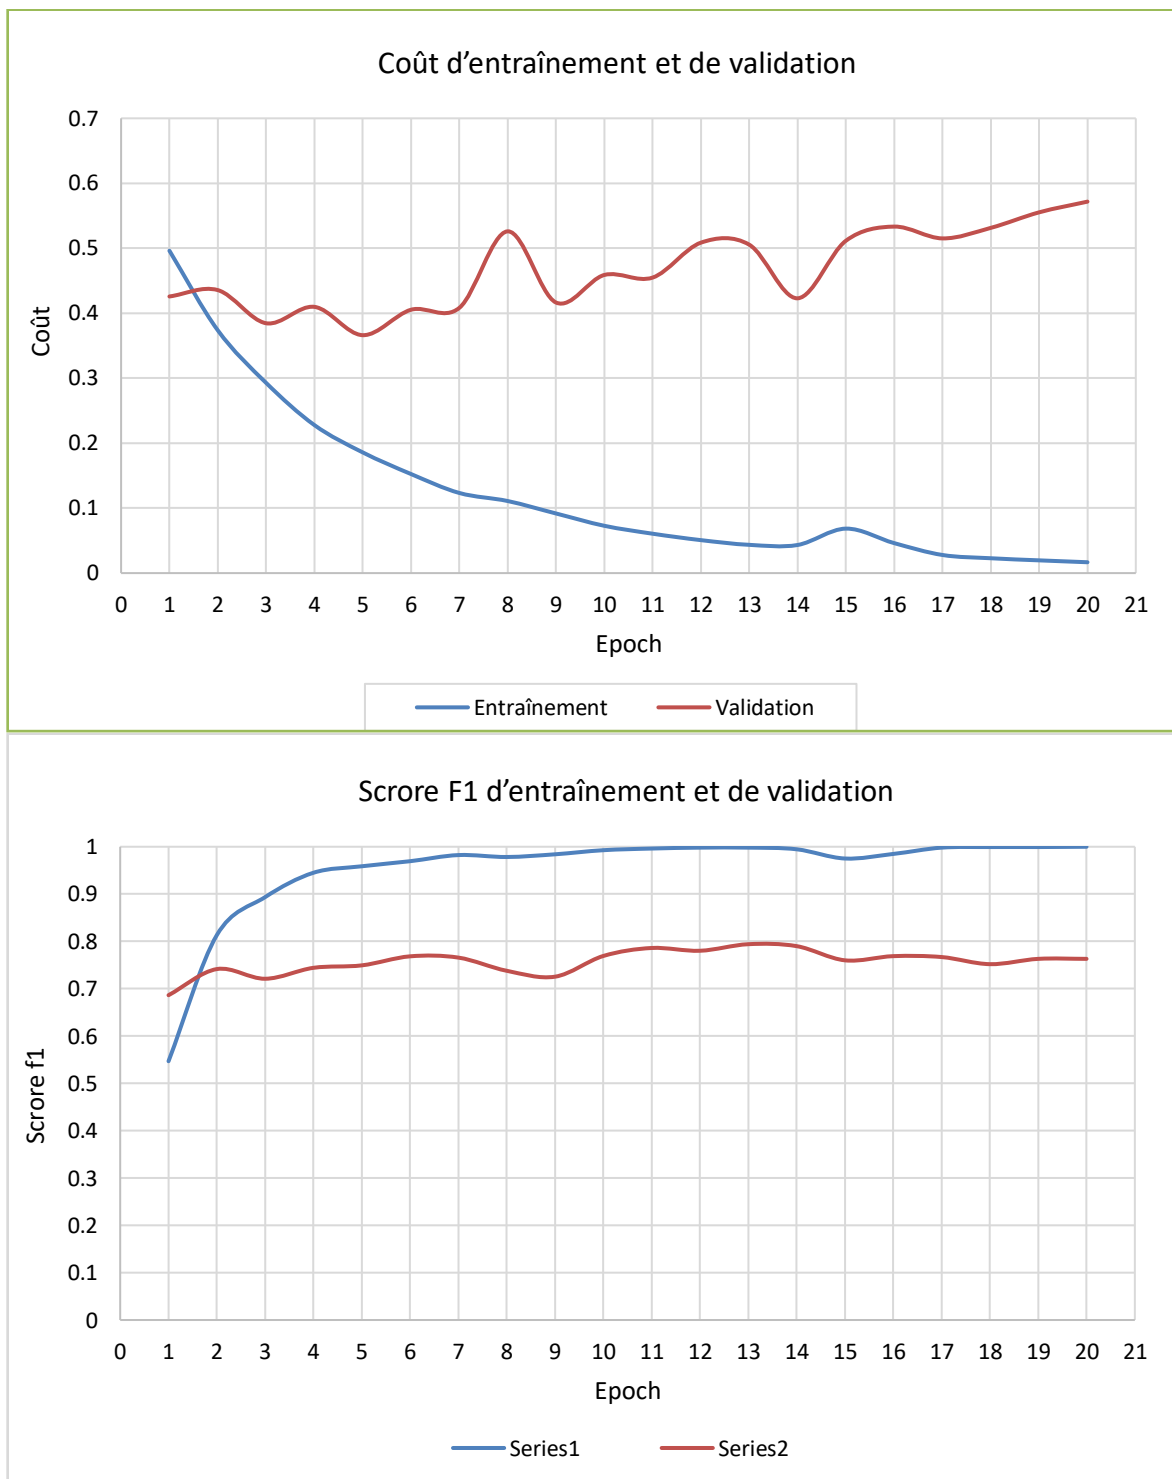 Coût d’entraînement et de validation
0.7
0.6
0.5
0.4
0.3
0.2
0.1
0
Coût
0 1 2 3 4 5 6 7 8 9 10 11 12 13 14 15 16 17 18 19 20 21
Epoch
Entraînement Validation
Scrore F1 d’entraînement et de validation
1
0.9
0.8
0.7
0.6
0.5
0.4
0.3
0.2
0.1
0
Scrore f1
0 1 2 3 4 5 6 7 8 9 10 11 12 13 14 15 16 17 18 19 20 21
Epoch
Series1 Series2